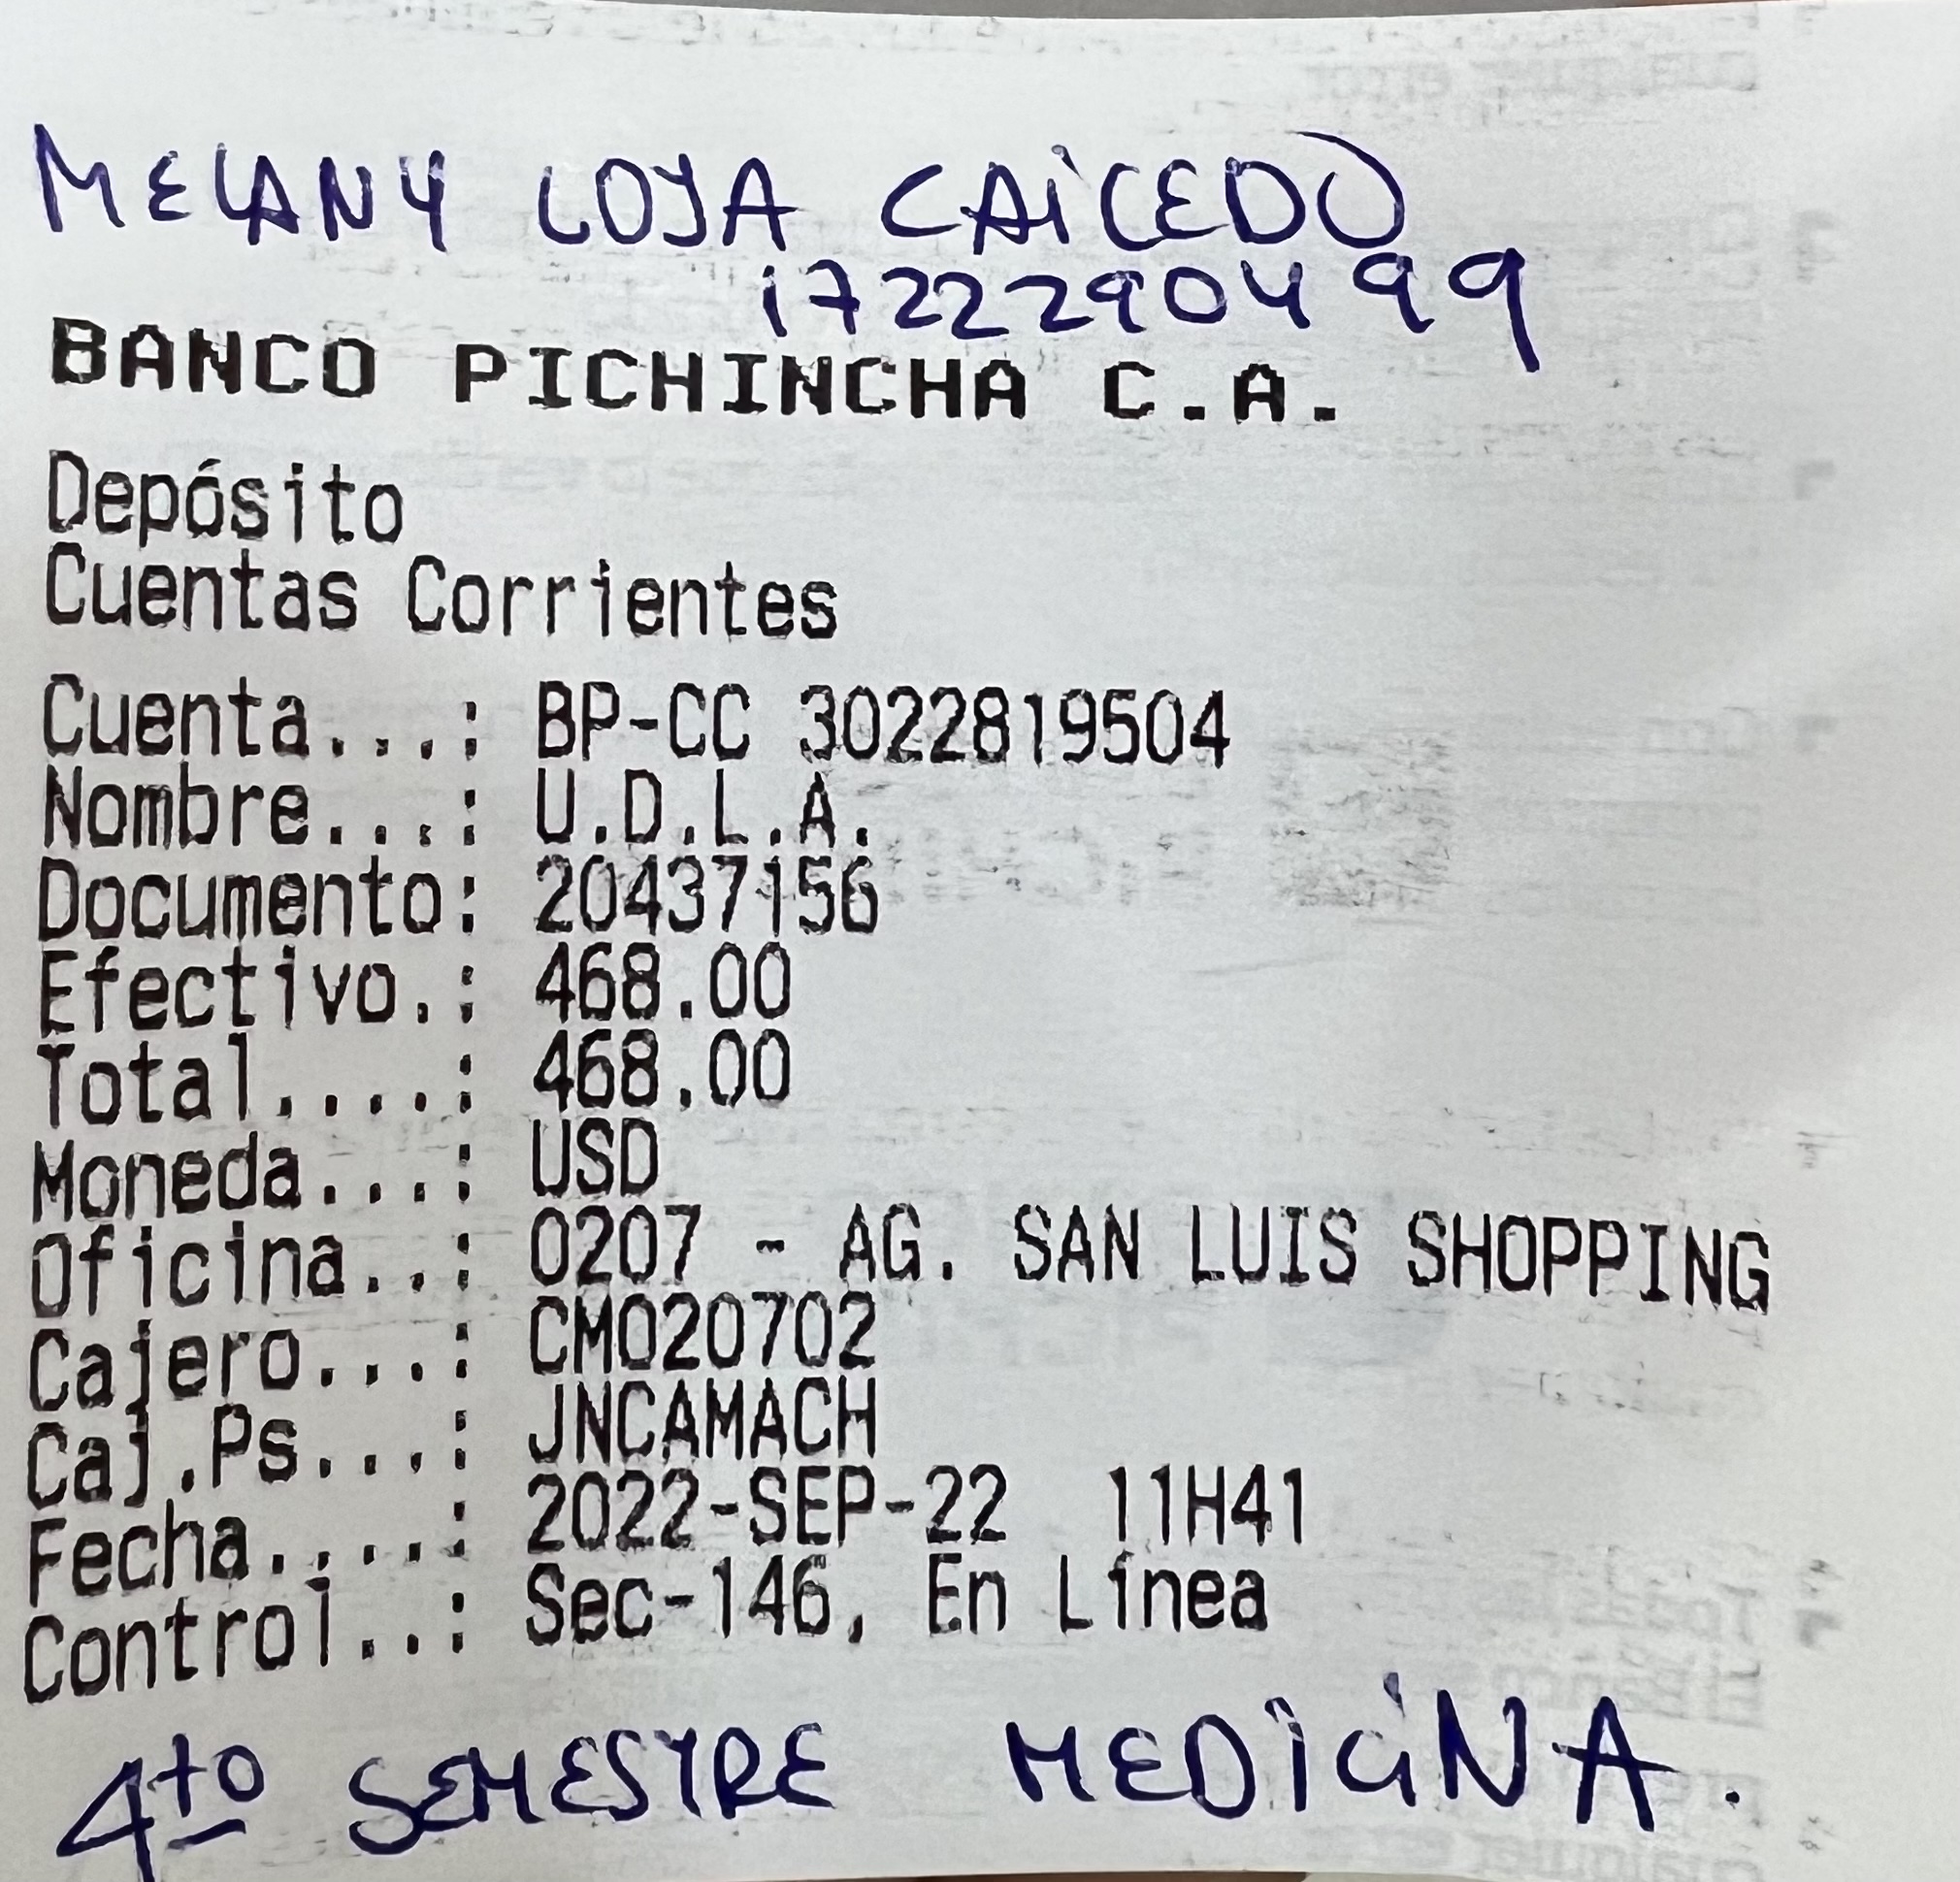 MELANY LOJA CAICEDO
1722290499
BANCO PICHINCHA C.A.
Depósito
Cuentas Corrientes
Cuenta...: BP-CC 3022819504
Nombre...: U.D.L.A.
Documento: 20437156
Efectivo.: 468.00
Total....: 468.00
Moneda...: USD
Oficina..: 0207 - AG. SAN LUIS SHOPPING
Cajero...: CM020702
Caj.Ps...: JNCAMACH
Fecha....: 2022-SEP-22 11H41
Control..: Sec-146, En Línea
4to SEMESTRE MEDICINA.